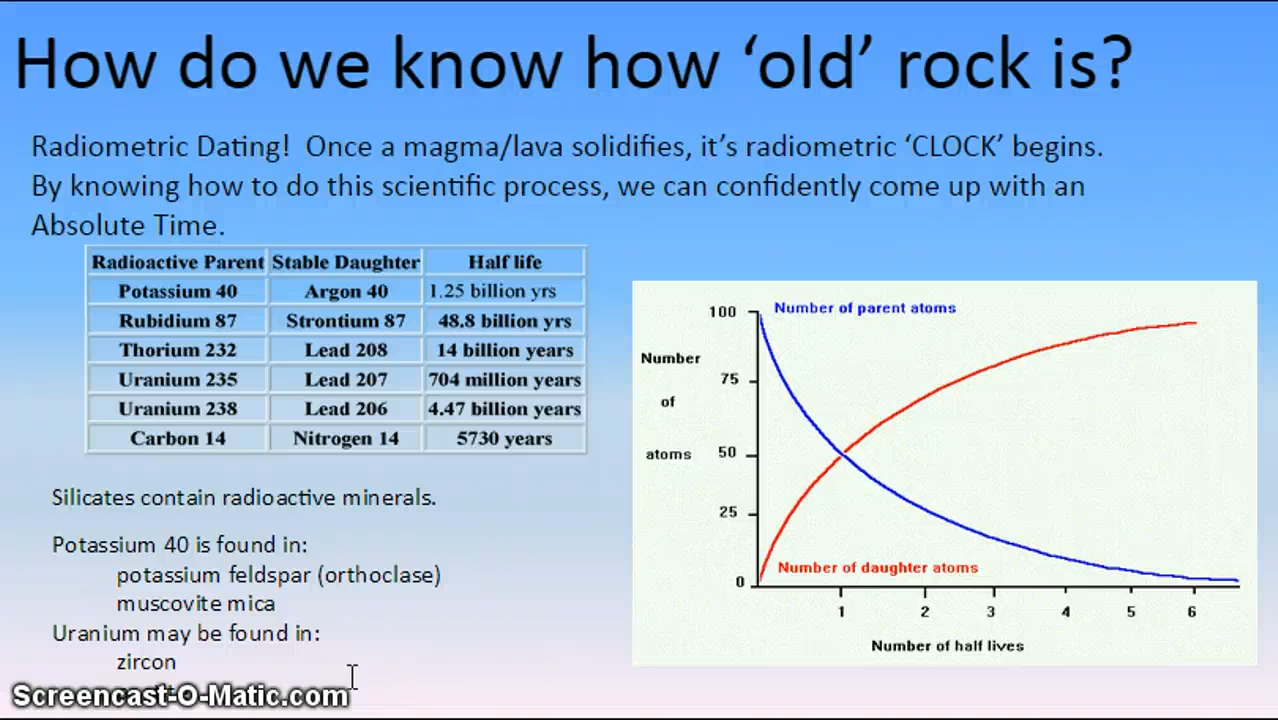 How do we know how ‘old’ rock is?
Radiometric Dating!  Once a magma/lava solidifies, it’s radiometric ‘CLOCK’ begins.
By knowing how to do this scientific process, we can confidently come up with an
Absolute Time.
Radioactive Parent Stable Daughter Half life
Potassium 40 Argon 40 1.25 billion yrs
Rubidium 87 Strontium 87 48.8 billion yrs
Thorium 232 Lead 208 14 billion years
Uranium 235 Lead 207 704 million years
Uranium 238 Lead 206 4.47 billion years
Carbon 14 Nitrogen 14 5730 years
Silicates contain radioactive minerals.
Potassium 40 is found in:
potassium feldspar (orthoclase)
muscovite mica
Uranium may be found in:
zircon
Screencast-O-Matic.com
Number of parent atoms
100
Number
75
of
atoms
50
25
Number of daughter atoms
0
1 2 3 4 5 6
Number of half lives